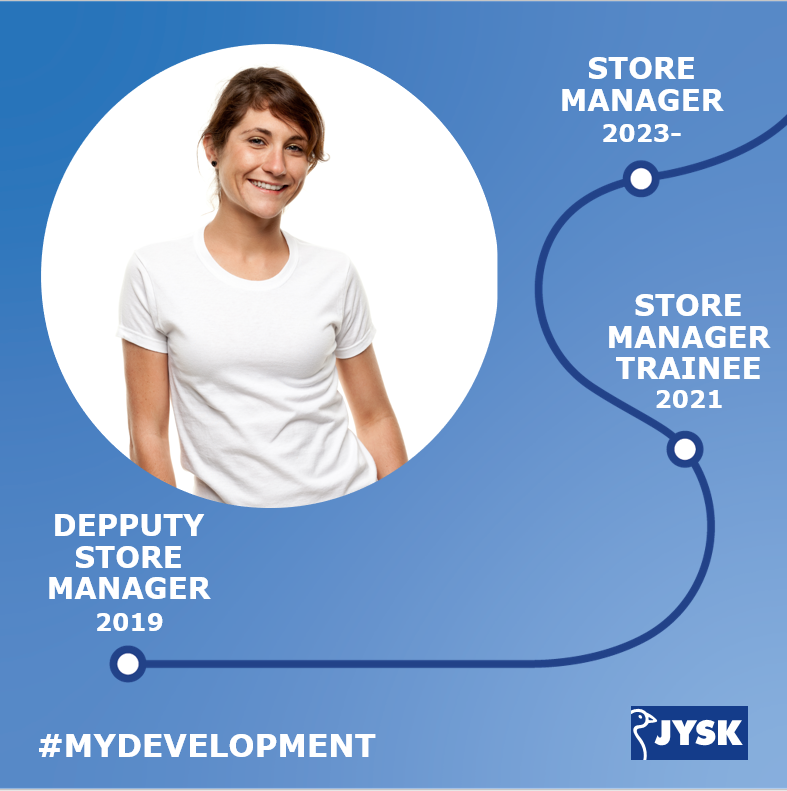 STORE
MANAGER
2023–
STORE
MANAGER
TRAINEE
2021
DEPPUTY
STORE
MANAGER
2019
#MYDEVELOPMENT
JYSK